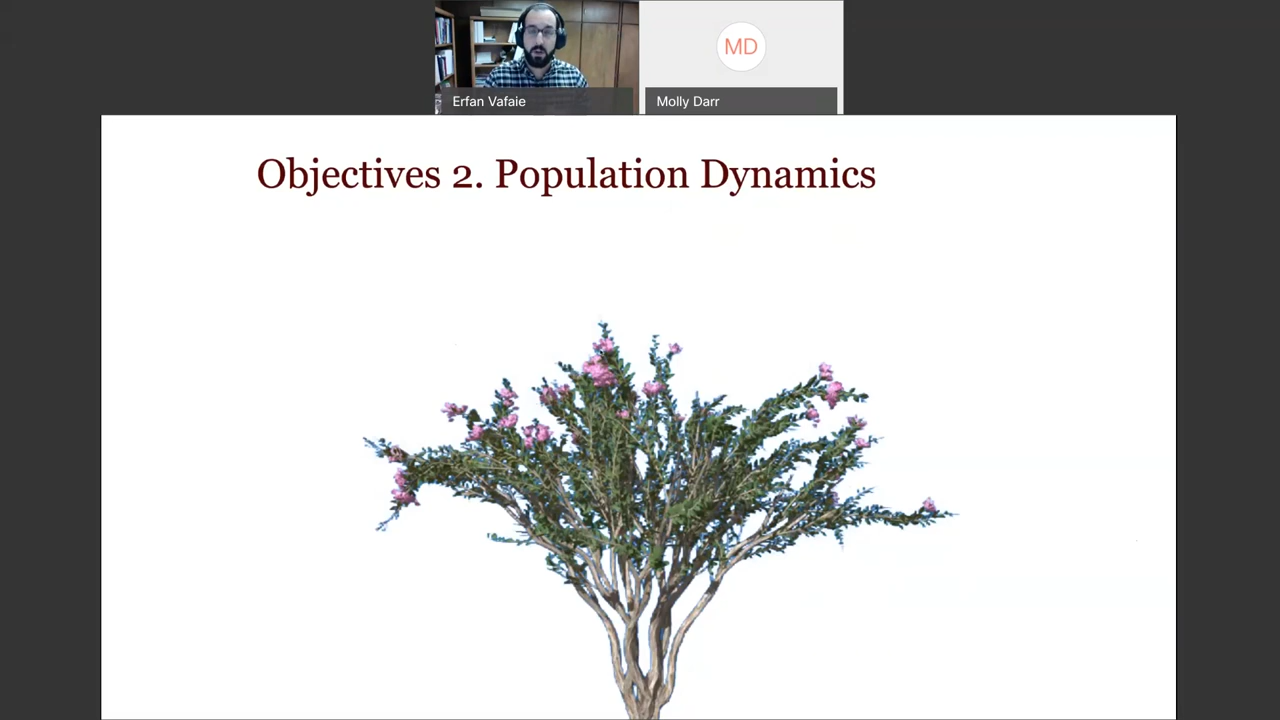 MD
Erfan Vafaie
Molly Darr
Objectives 2. Population Dynamics